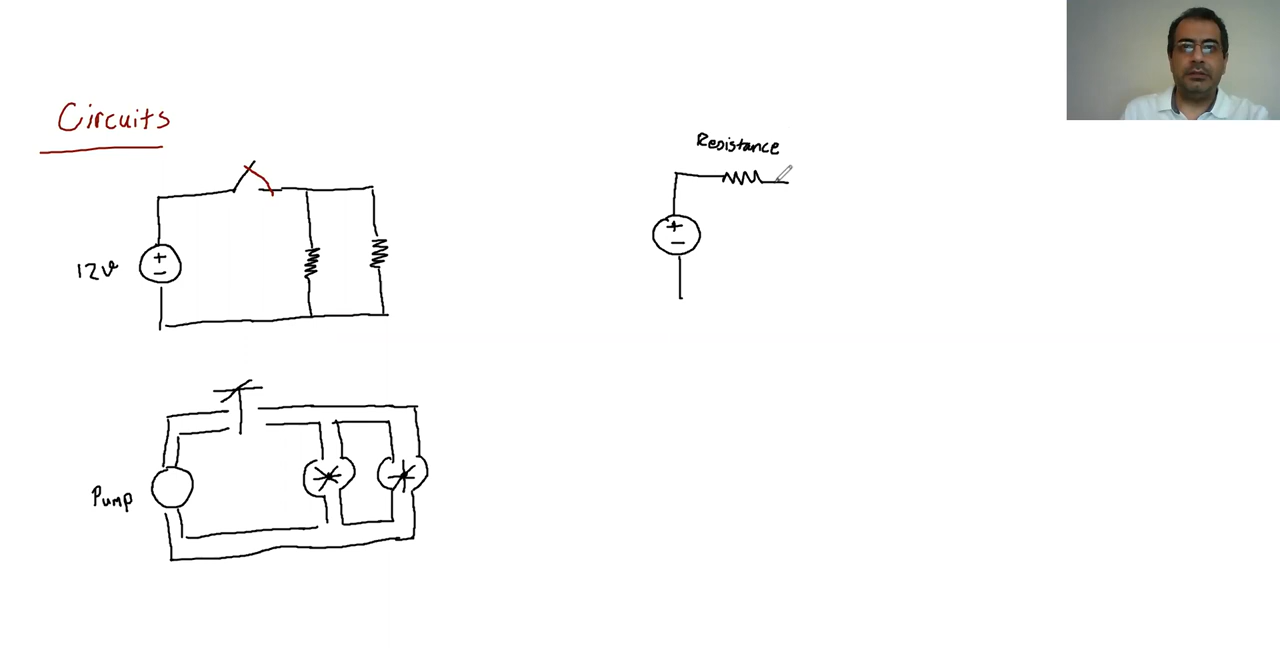 Circuits
Resistance
+
-
12v
+
-
Pump